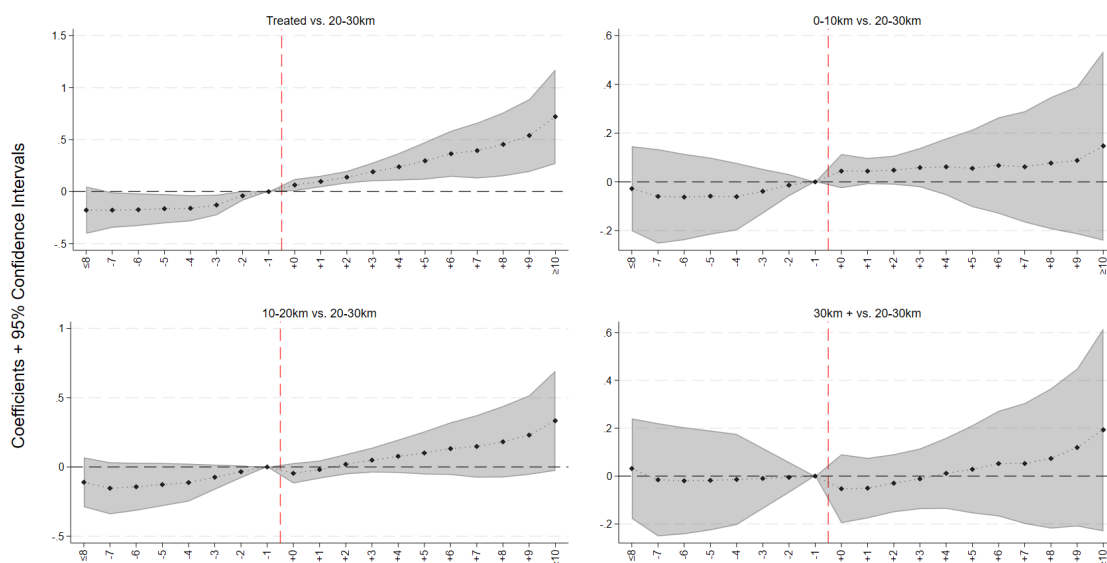 Coefficients + 95% Confidence Intervals
Treated vs. 20-30km
1.5
1
.5
0
-.5
≤8 -7 -6 -5 -4 -3 -2 -1 +0 +1 +2 +3 +4 +5 +6 +7 +8 +9 ≥10
0-10km vs. 20-30km
.6
.4
.2
0
-.2
≤8 -7 -6 -5 -4 -3 -2 -1 +0 +1 +2 +3 +4 +5 +6 +7 +8 +9 ≥10
10-20km vs. 20-30km
1
.5
0
-.5
≤8 -7 -6 -5 -4 -3 -2 -1 +0 +1 +2 +3 +4 +5 +6 +7 +8 +9 ≥10
30km + vs. 20-30km
.6
.4
.2
0
-.2
≤8 -7 -6 -5 -4 -3 -2 -1 +0 +1 +2 +3 +4 +5 +6 +7 +8 +9 ≥10